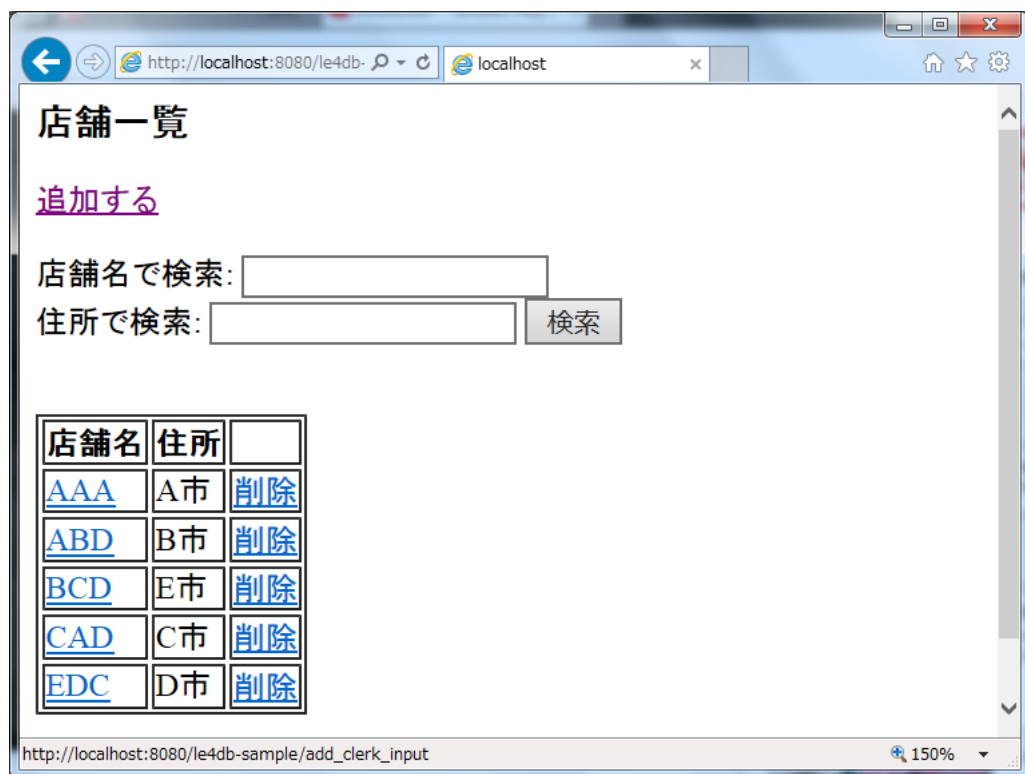 http://localhost:8080/le4db-
localhost
店舗一覧
追加する
店舗名で検索:
住所で検索: 検索
店舗名 住所
AAA A市 削除
ABD B市 削除
BCD E市 削除
CAD C市 削除
EDC D市 削除
http://localhost:8080/le4db-sample/add_clerk_input
150%